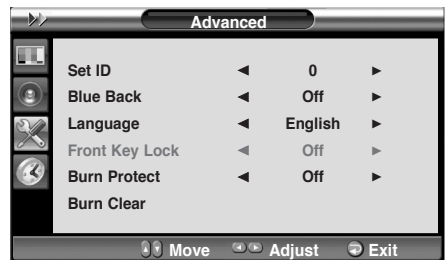 Advanced
Set ID ◄ 0 ►
Blue Back ◄ Off ►
Language ◄ English ►
Front Key Lock ◄ Off ►
Burn Protect ◄ Off ►
Burn Clear
Move Adjust Exit